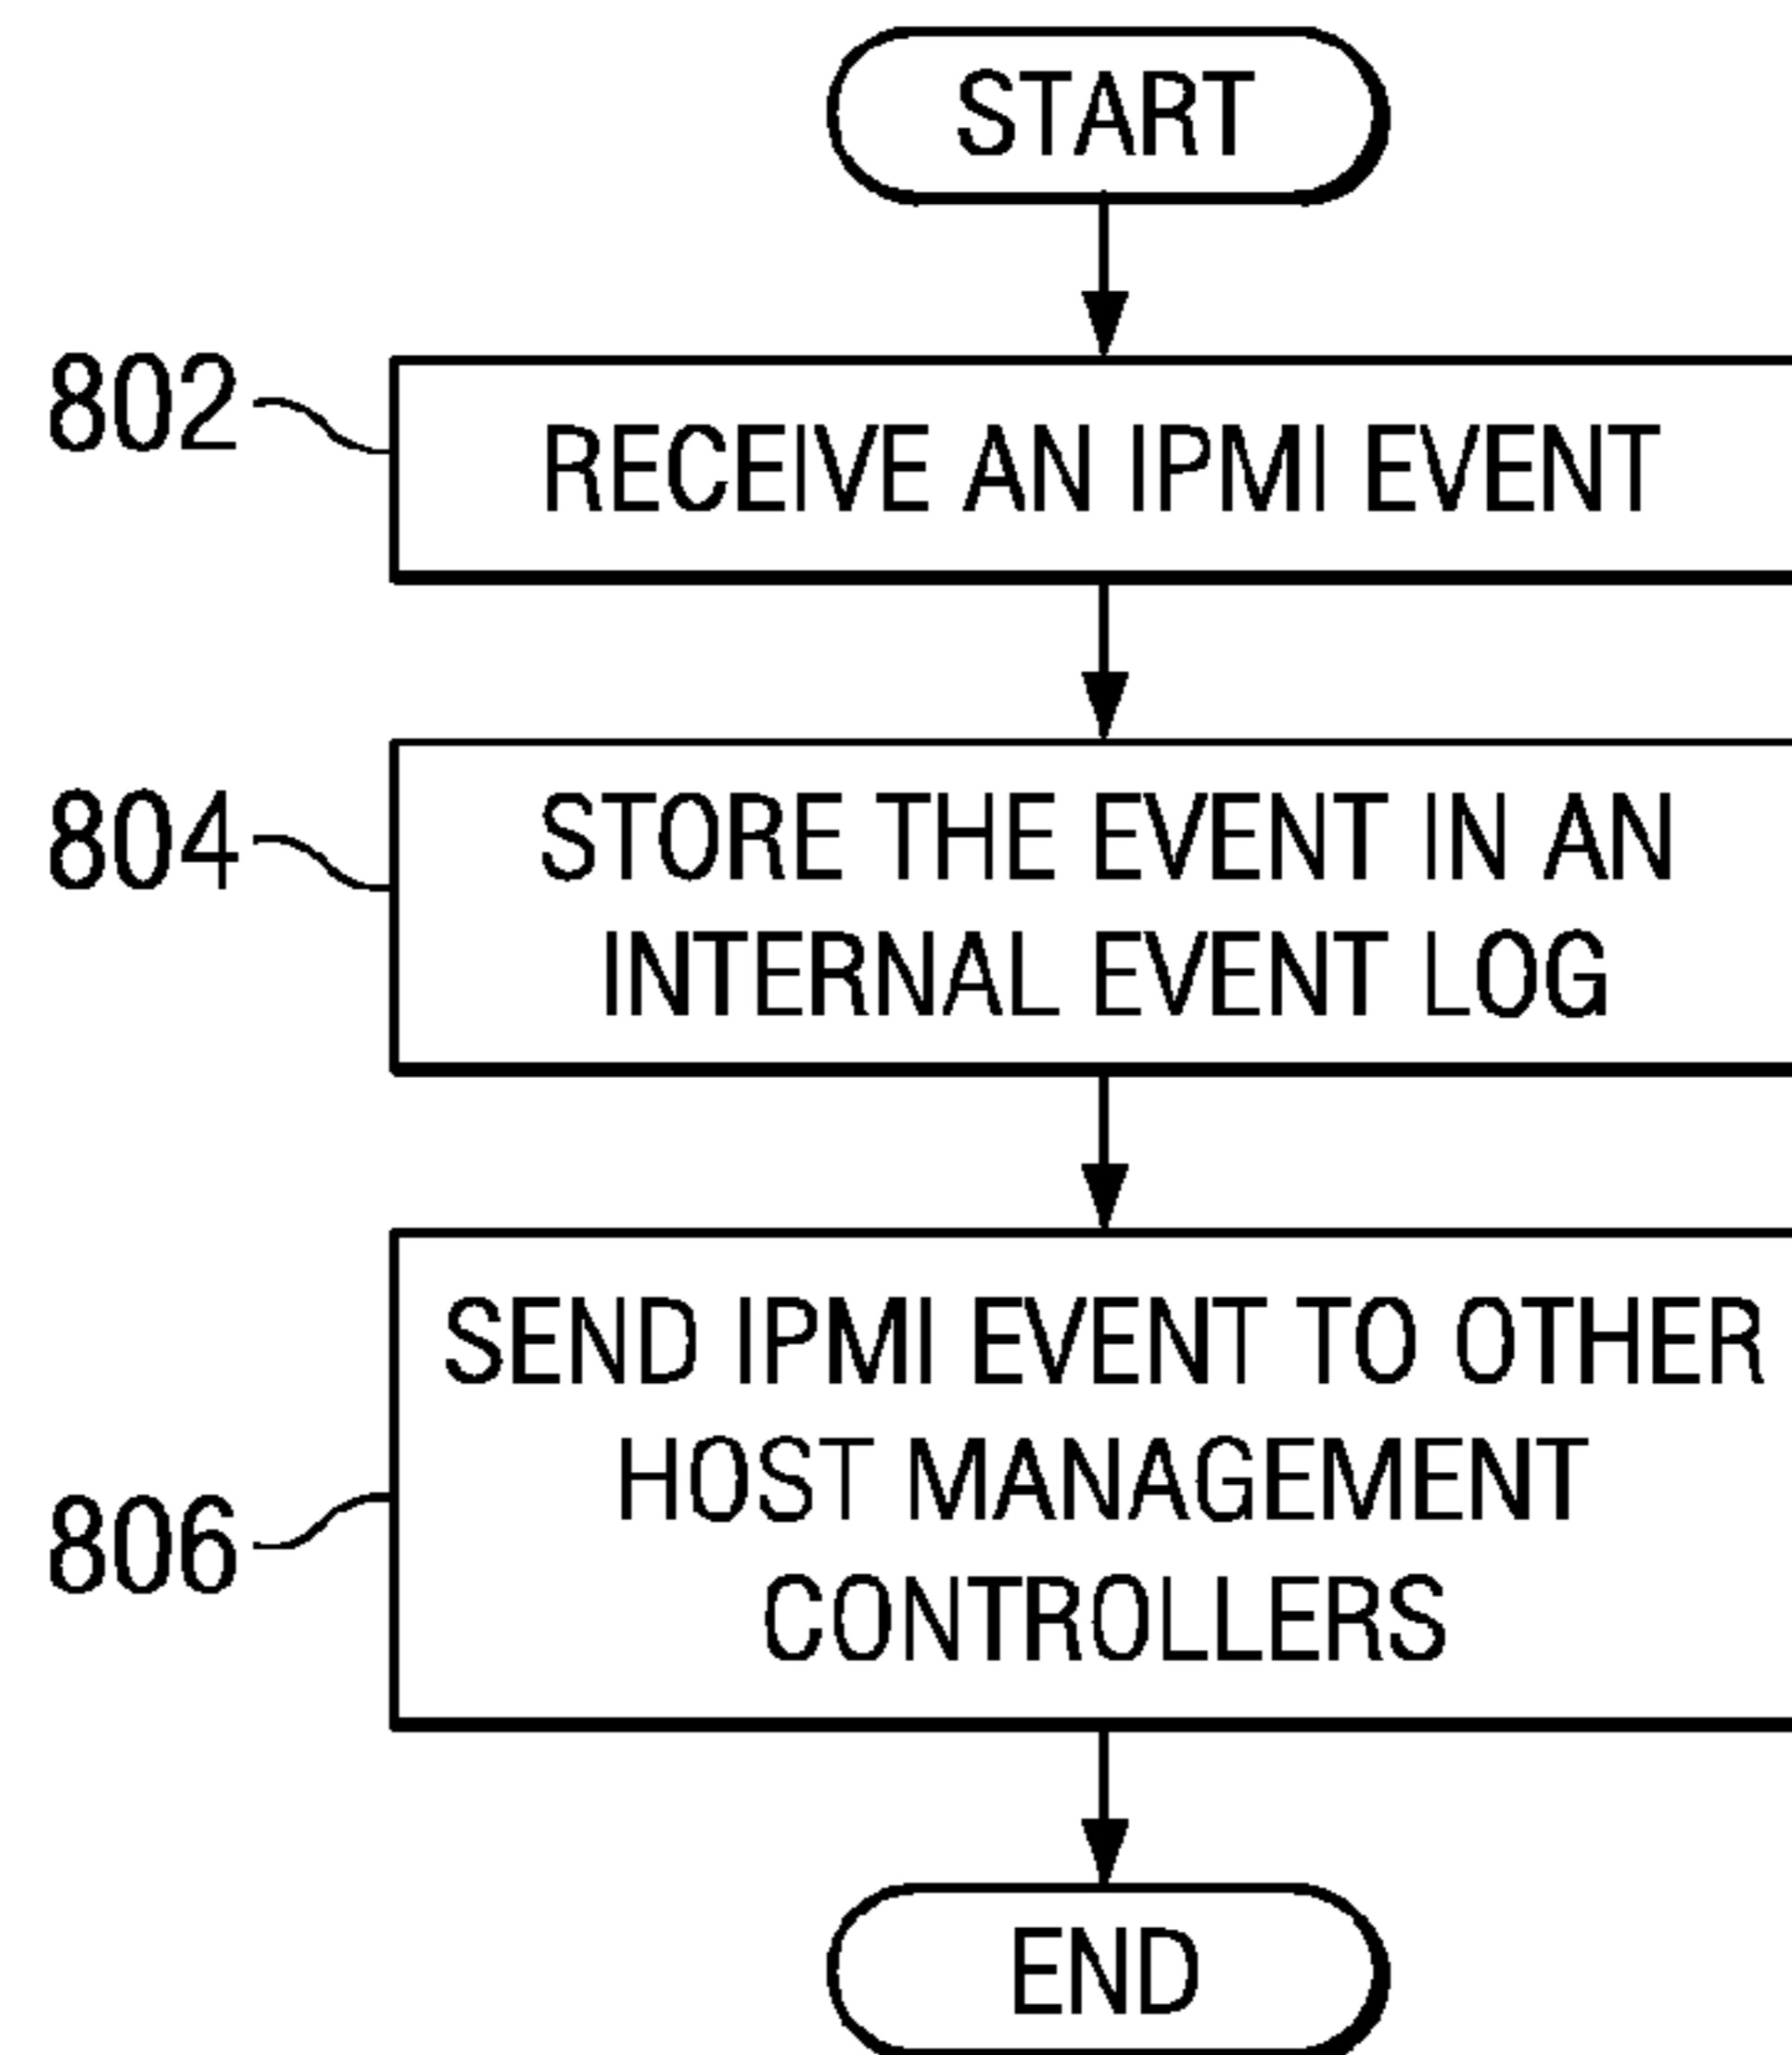 START
802
RECEIVE AN IPMI EVENT
804
STORE THE EVENT IN AN
INTERNAL EVENT LOG
SEND IPMI EVENT TO OTHER
HOST MANAGEMENT
806
CONTROLLERS
END